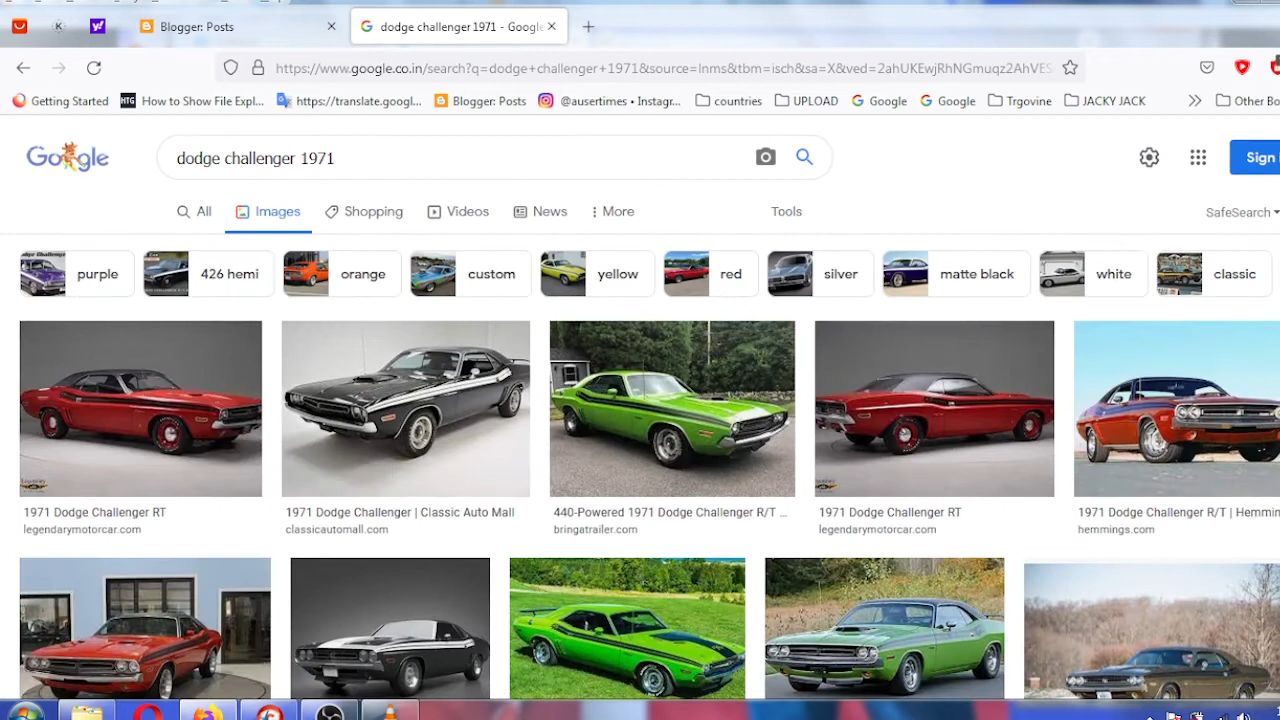 Blogger: Posts
dodge challenger 1971 - Google
https://www.google.co.in/search?q=dodge+challenger+1971&source=lnms&tbm=isch&sa=X&ved=2ahUKEwjRhNGmuqz2AhVES
Getting Started
How to Show File Expl...
https://translate.googl...
Blogger: Posts
@ausertimes • Instagr...
countries
UPLOAD
Google
Google
Trgovine
JACKY JACK
Other Bo
Google
dodge challenger 1971
Sign i
All
Images
Shopping
Videos
News
More
Tools
SafeSearch
purple
426 hemi
orange
custom
yellow
red
silver
matte black
white
classic
1971 Dodge Challenger RT
legendarymotorcar.com
1971 Dodge Challenger | Classic Auto Mall
classicautomall.com
440-Powered 1971 Dodge Challenger R/T ...
bringatrailer.com
1971 Dodge Challenger RT
legendarymotorcar.com
1971 Dodge Challenger R/T | Hemmin
hemmings.com